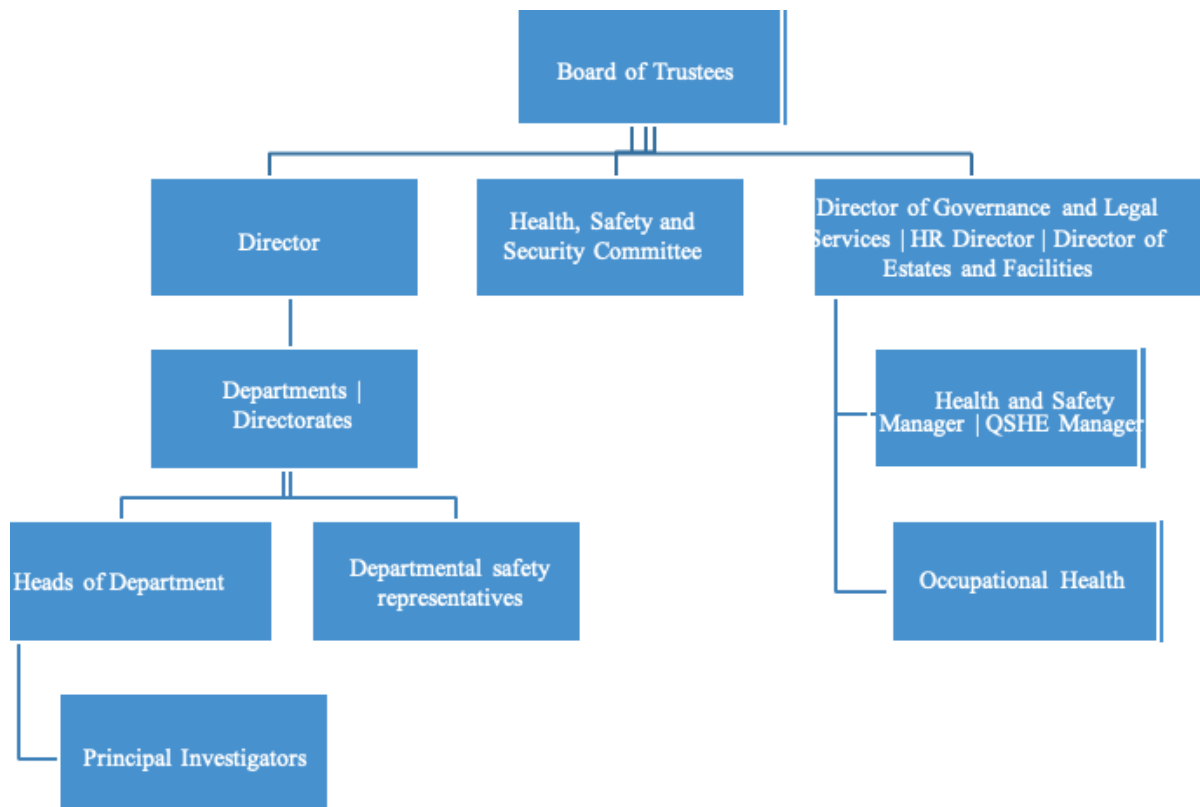 Board of Trustees
Director
Health, Safety and
Security Committee
Director of Governance and Legal
Services | HR Director | Director of
Estates and Facilities
Departments |
Directorates
Health and Safety
Manager | QSHE Manager
Heads of Department
Departmental safety
representatives
Occupational Health
Principal Investigators